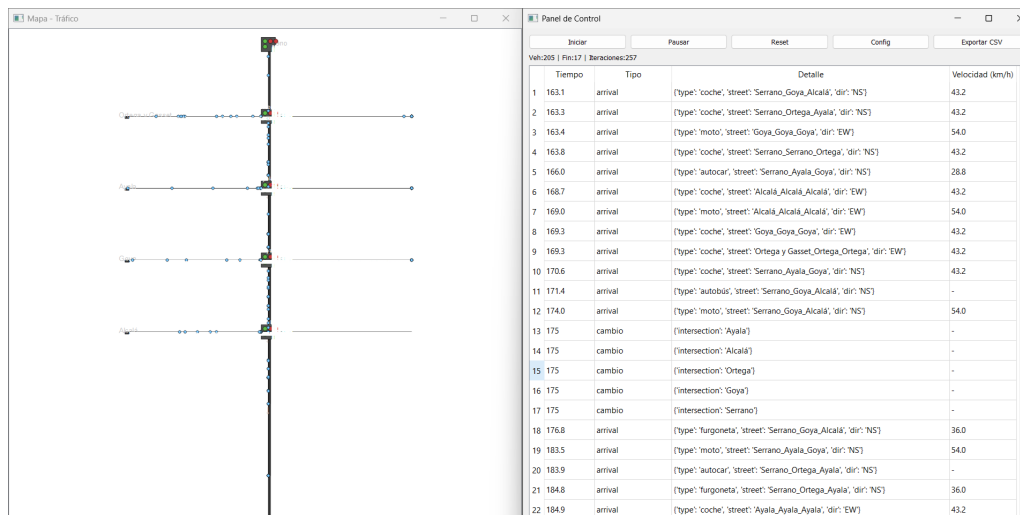 Mapa - Tráfico
Ayala
Goya
Alcalá
Panel de Control
Iniciar Pausar Reset Config Exportar CSV
Veh:205 | Fin:17 | Iteraciones:257
Tiempo Tipo Detalle Velocidad (km/h)
1 163.1 arrival {'type': 'coche', 'street': 'Serrano_Goya_Alcalá', 'dir': 'NS'} 43.2
2 163.3 arrival {'type': 'coche', 'street': 'Serrano_Ortega_Ayala', 'dir': 'NS'} 43.2
3 163.4 arrival {'type': 'moto', 'street': 'Goya_Goya_Goya', 'dir': 'EW'} 54.0
4 163.8 arrival {'type': 'coche', 'street': 'Serrano_Serrano_Ortega', 'dir': 'NS'} 43.2
5 166.0 arrival {'type': 'autocar', 'street': 'Serrano_Ayala_Goya', 'dir': 'NS'} 28.8
6 168.7 arrival {'type': 'coche', 'street': 'Alcalá_Alcalá_Alcalá', 'dir': 'EW'} 43.2
7 169.0 arrival {'type': 'moto', 'street': 'Alcalá_Alcalá_Alcalá', 'dir': 'EW'} 54.0
8 169.3 arrival {'type': 'coche', 'street': 'Goya_Goya_Goya', 'dir': 'EW'} 43.2
9 169.3 arrival {'type': 'coche', 'street': 'Ortega y Gasset_Ortega_Ortega', 'dir': 'EW'} 43.2
10 170.6 arrival {'type': 'coche', 'street': 'Serrano_Ayala_Goya', 'dir': 'NS'} 43.2
11 171.4 arrival {'type': 'autobús', 'street': 'Serrano_Goya_Alcalá', 'dir': 'NS'} -
12 174.0 arrival {'type': 'moto', 'street': 'Serrano_Goya_Alcalá', 'dir': 'NS'} 54.0
13 175 cambio {'intersection': 'Ayala'} -
14 175 cambio {'intersection': 'Alcalá'} -
15 175 cambio {'intersection': 'Ortega'} -
16 175 cambio {'intersection': 'Goya'} -
17 175 cambio {'intersection': 'Serrano'} -
18 176.8 arrival {'type': 'furgoneta', 'street': 'Serrano_Goya_Alcalá', 'dir': 'NS'} 36.0
19 183.5 arrival {'type': 'moto', 'street': 'Serrano_Ayala_Goya', 'dir': 'NS'} 54.0
20 183.9 arrival {'type': 'autocar', 'street': 'Serrano_Ortega_Ayala', 'dir': 'NS'} -
21 184.8 arrival {'type': 'furgoneta', 'street': 'Serrano_Ortega_Ayala', 'dir': 'NS'} 36.0
22 184.9 arrival {'type': 'coche', 'street': 'Ayala_Ayala_Ayala', 'dir': 'EW'} 43.2